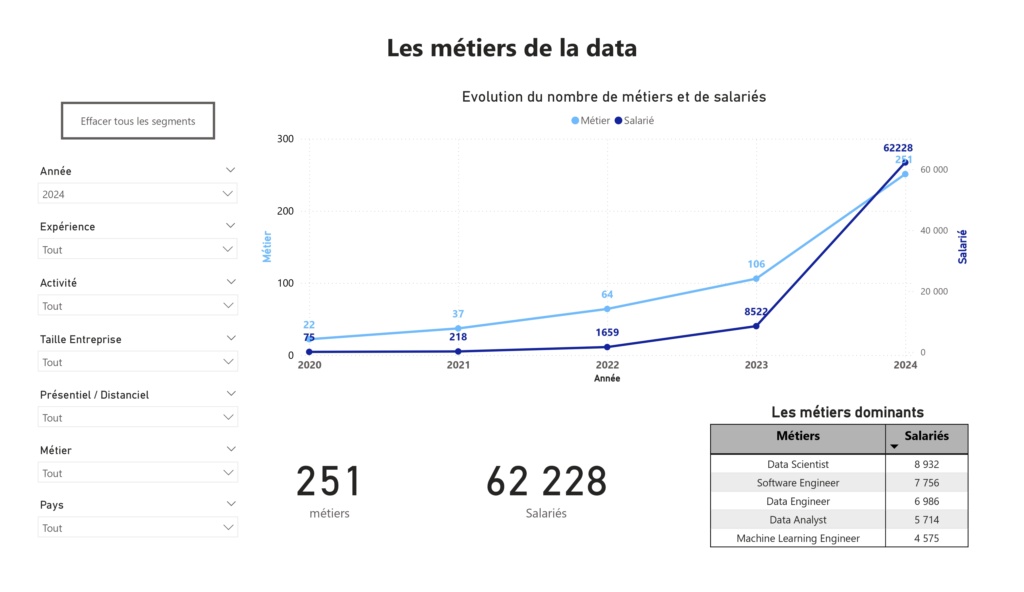 Les métiers de la data
Effacer tous les segments
Année
2024
Expérience
Tout
Activité
Tout
Taille Entreprise
Tout
Présentiel / Distanciel
Tout
Métier
Tout
Pays
Tout
Evolution du nombre de métiers et de salariés
Métier Salarié
300
200
100
0
Métier
22
37
64
106
251
75
218
1659
8522
62228
60 000
40 000
20 000
0
Salarié
2020 2021 2022 2023 2024
Année
251
métiers
62 228
Salariés
Les métiers dominants
Métiers Salariés
Data Scientist 8 932
Software Engineer 7 756
Data Engineer 6 986
Data Analyst 5 714
Machine Learning Engineer 4 575